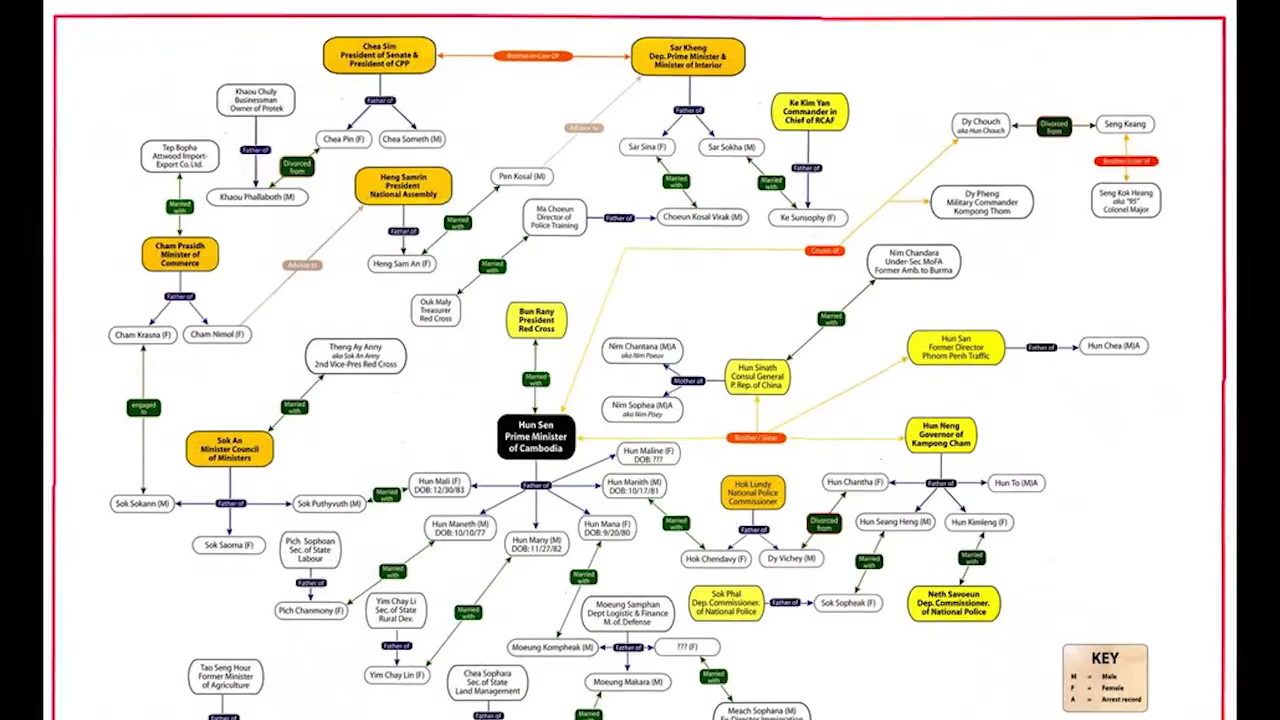 Chea Sim
President of Senate &
President of CPP
Brother-in-Law OF
Sar Kheng
Dep. Prime Minister &
Minister of Interior
Khaou Chuly
Businessman
Owner of Protek
Father of
Father of
Ke Kim Yan
Commander in
Chief of RCAF
Dy Chouch
aka Hun Chouch
Divorced
from
Seng Keang
Advisor to
Chea Pin (F)
Chea Someth (M)
Sar Sina (F)
Sar Sokha (M)
Tep Bopha
Attwood Import-
Export Co. Ltd.
Father of
Divorced
from
Father of
Brother/sister of
Heng Samrin
President
National Assembly
Pen Kosal (M)
Married
with
Married
with
Khaou Phallaboth (M)
Dy Pheng
Military Commander
Kompong Thom
Seng Kok Heang
aka "95"
Colonel Major
Married
with
Ma Choeun
Director of
Police Training
Father of
Choeun Kosal Virak (M)
Ke Sunsophy (F)
Married
with
Father of
Cham Prasidh
Minister of
Commerce
Cousin of
Heng Sam An (F)
Married
with
Advisor to
Nim Chandara
Under-Sec MoFA
Former Amb. to Burma
Father of
Ouk Maly
Treasurer
Red Cross
Bun Rany
President
Red Cross
Married
with
Cham Krasna (F)
Cham Nimol (F)
Nim Chantana (M)A
aka Nim Poeuv
Hun San
Former Director
Phnom Penh Traffic
Father of
Hun Chea (M)A
Theng Ay Anny
aka Sok An Anny
2nd Vice-Pres Red Cross
Married
with
Mother of
Hun Sinath
Consul General
P. Rep. of China
engaged
to
Married
with
Nim Sophea (M)A
aka Nim Pisey
Hun Sen
Prime Minister
of Cambodia
Brother / Sister
Hun Neng
Governor of
Kampong Cham
Sok An
Minister Council
of Ministers
Hun Maline (F)
DOB: ???
Hun Mali (F)
DOB: 12/30/83
Father of
Hun Manith (M)
DOB: 10/17/81
Hok Lundy
National Police
Commissioner
Hun Chantha (F)
Father of
Hun To (M)A
Sok Sokann (M)
Father of
Sok Puthyvuth (M)
Married
with
Hun Maneth (M)
DOB: 10/10/77
Hun Many (M)
DOB: 11/27/82
Hun Mana (F)
DOB: 9/20/80
Married
with
Father of
Divorced
from
Hun Seang Heng (M)
Hun Kimleng (F)
Sok Saoma (F)
Pich Sophoan
Sec. of State
Labour
Hok Chendavy (F)
Dy Vichey (M)
Married
with
Married
with
Married
with
Married
with
Father of
Pich Chanmony (F)
Yim Chay Li
Sec. of State
Rural Dev.
Married
with
Moeung Samphan
Dept Logistic & Finance
M. of. Defense
Sok Phal
Dep. Commissioner.
of National Police
Father of
Sok Sopheak (F)
Neth Savoeun
Dep. Commissioner.
of National Police
Father of
Moeung Kompheak (M)
Father of
??? (F)
Yim Chay Lin (F)
Tao Seng Hour
Former Minister
of Agriculture
Chea Sophara
Sec. of State
Land Management
Moeung Makara (M)
Married
with
KEY
M = Male
F = Female
A = Arrest record
Father of
Father of
Married
with
Meach Sophana (M)
Ex-Director Immigration